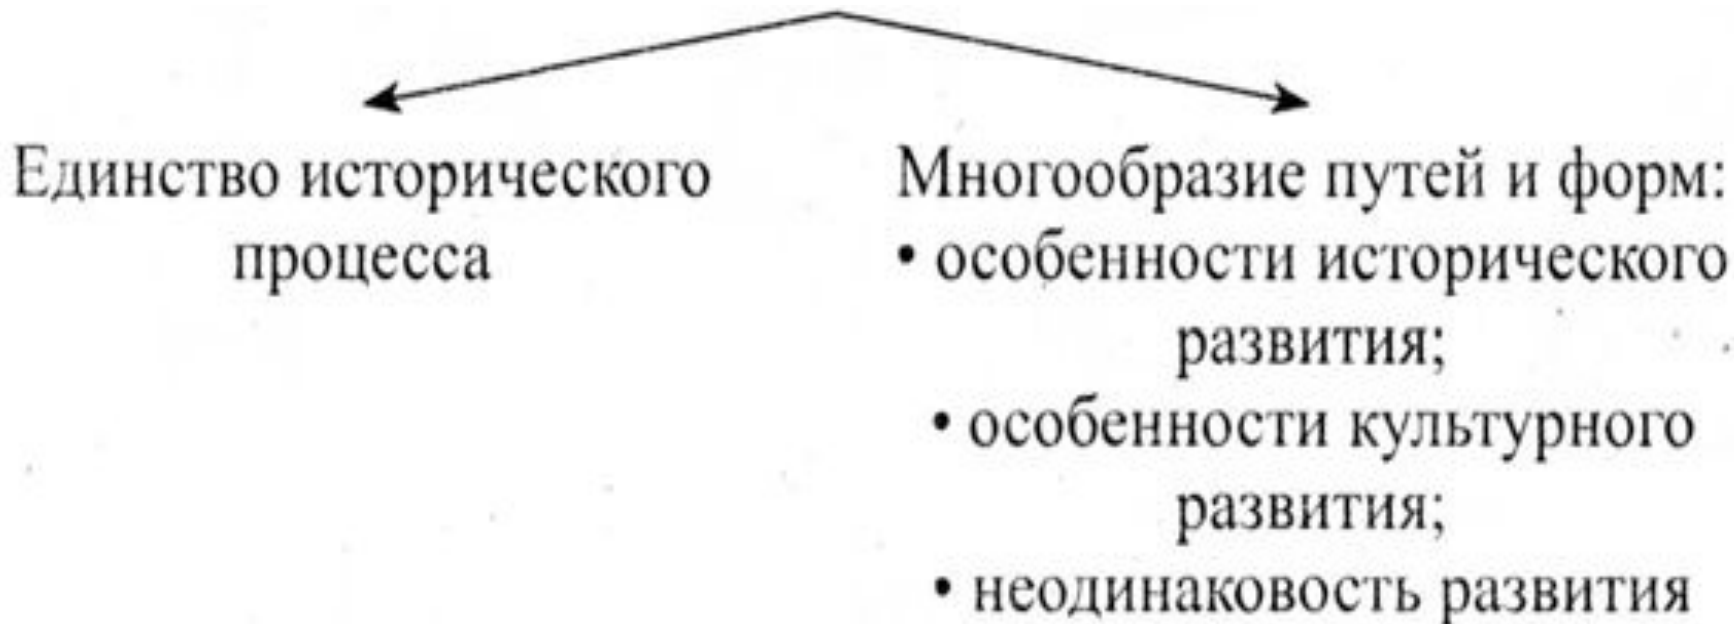 Единство исторического
процесса
Многообразие путей и форм:
• особенности исторического
развития;
• особенности культурного
развития;
• неодинаковость развития